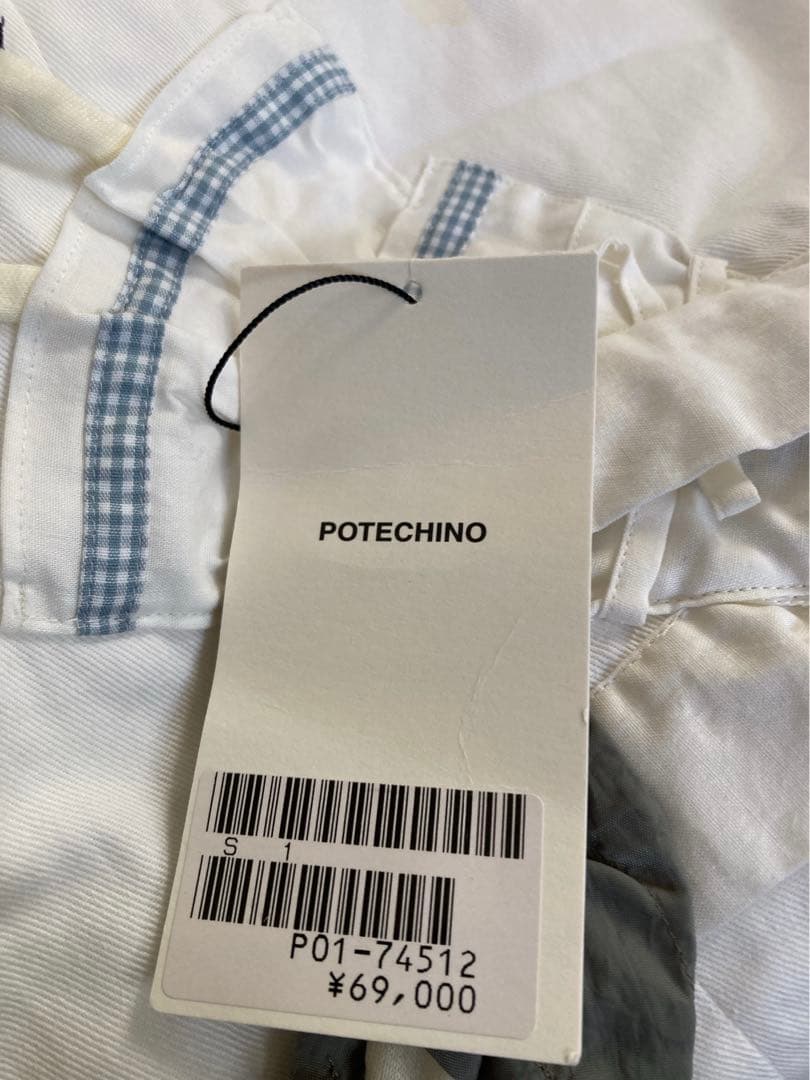 POTECHINO
S 1
P01-74512
¥69,000